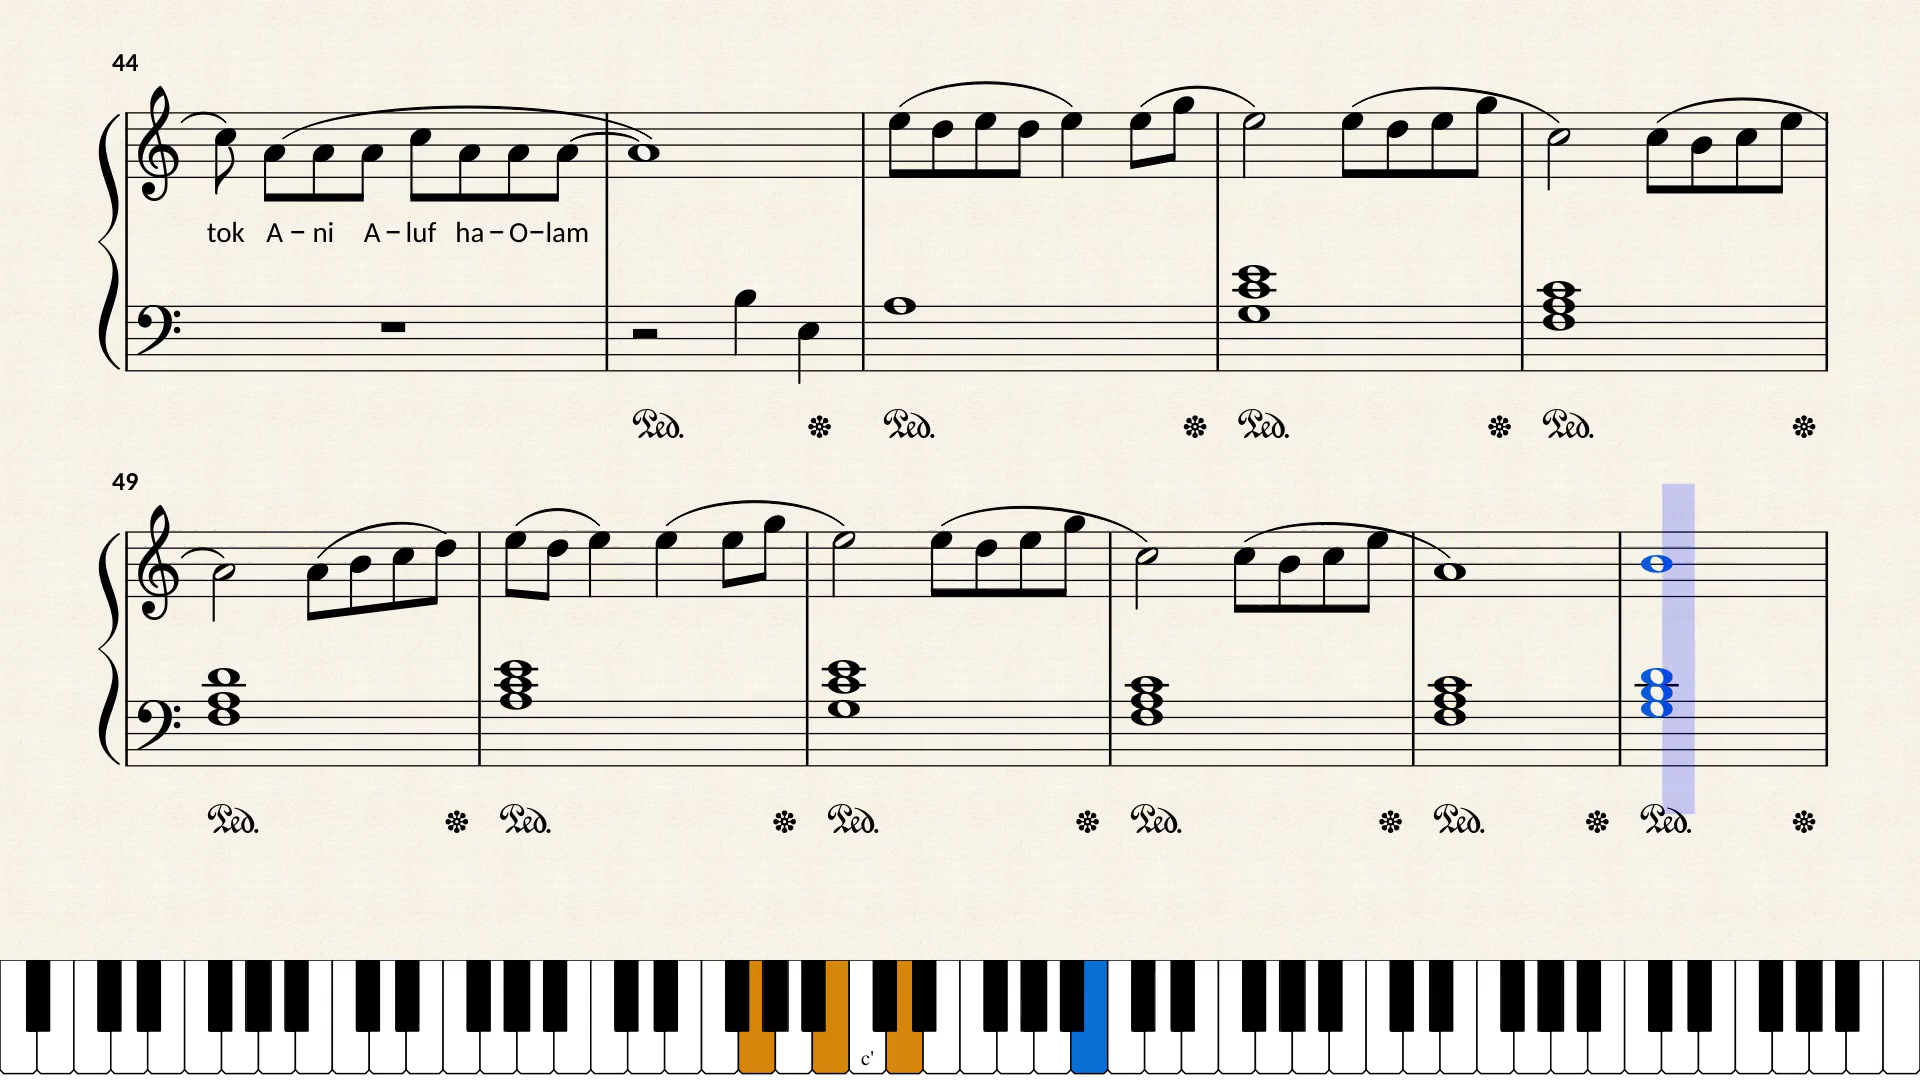 44
tok A – ni A – luf ha – O – lam
Ped. Ped. Ped. Ped.
49
Ped. Ped. Ped. Ped. Ped. Ped.
c'